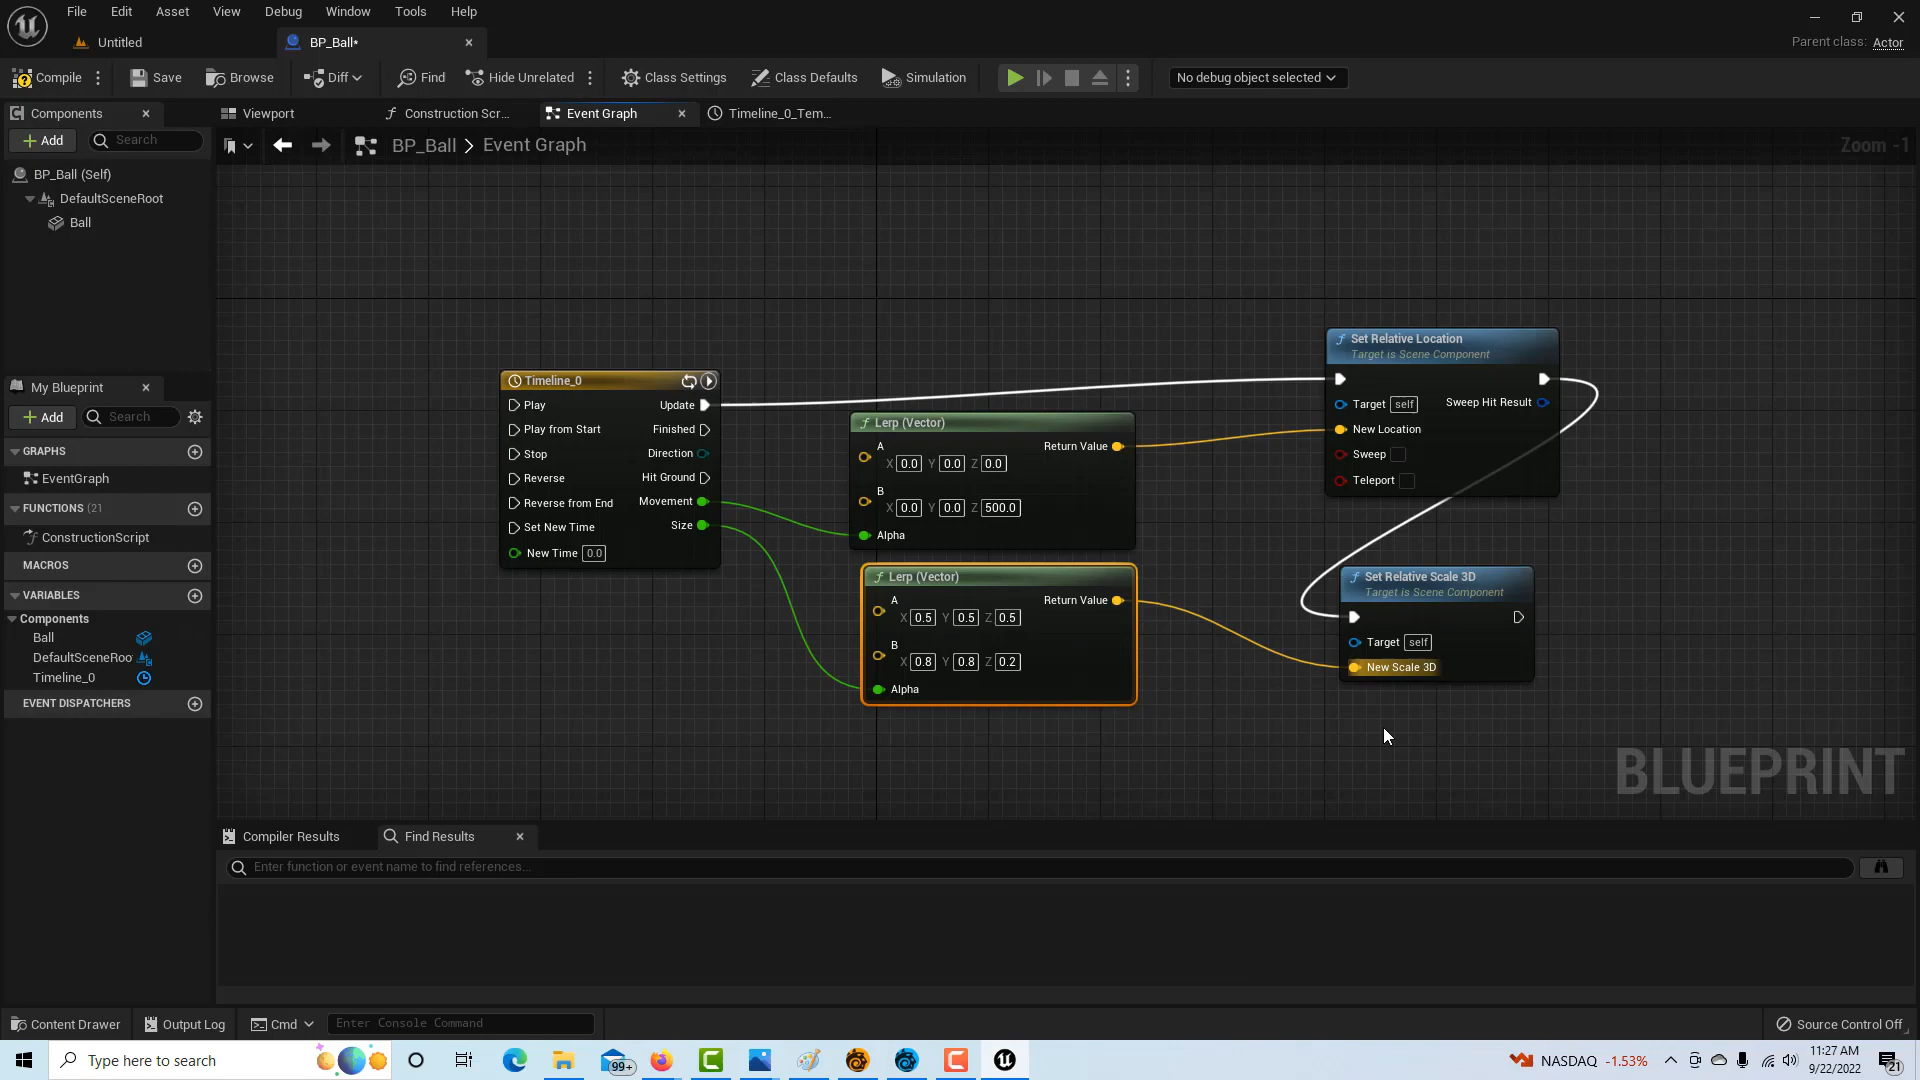 File Edit Asset View Debug Window Tools Help
Untitled
BP_Ball*
Parent class: Actor
Compile
Save
Browse
Diff
Find
Hide Unrelated
Class Settings
Class Defaults
Simulation
No debug object selected
Components
Viewport
Construction Scr...
Event Graph
Timeline_0_Tem...
Add
Search
BP_Ball > Event Graph
Zoom -1
BP_Ball (Self)
DefaultSceneRoot
Ball
My Blueprint
Add
Search
GRAPHS
EventGraph
FUNCTIONS (21
ConstructionScript
MACROS
VARIABLES
Components
Ball
DefaultSceneRoo
Timeline_0
EVENT DISPATCHERS
Timeline_0
Play Update
Play from Start Finished
Stop Direction
Reverse Hit Ground
Reverse from End Movement
Set New Time Size
New Time 0.0
Lerp (Vector)
A Return Value
X 0.0 Y 0.0 Z 0.0
B
X 0.0 Y 0.0 Z 500.0
Alpha
Lerp (Vector)
A Return Value
X 0.5 Y 0.5 Z 0.5
B
X 0.8 Y 0.8 Z 0.2
Alpha
Set Relative Location
Target is Scene Component
Target self Sweep Hit Result
New Location
Sweep
Teleport
Set Relative Scale 3D
Target is Scene Component
Target self
New Scale 3D
BLUEPRINT
Compiler Results
Find Results
Enter function or event name to find references...
Content Drawer
Output Log
Cmd
Enter Console Command
Source Control Off
Type here to search
99+
NASDAQ -1.53%
11:27 AM
9/22/2022
21